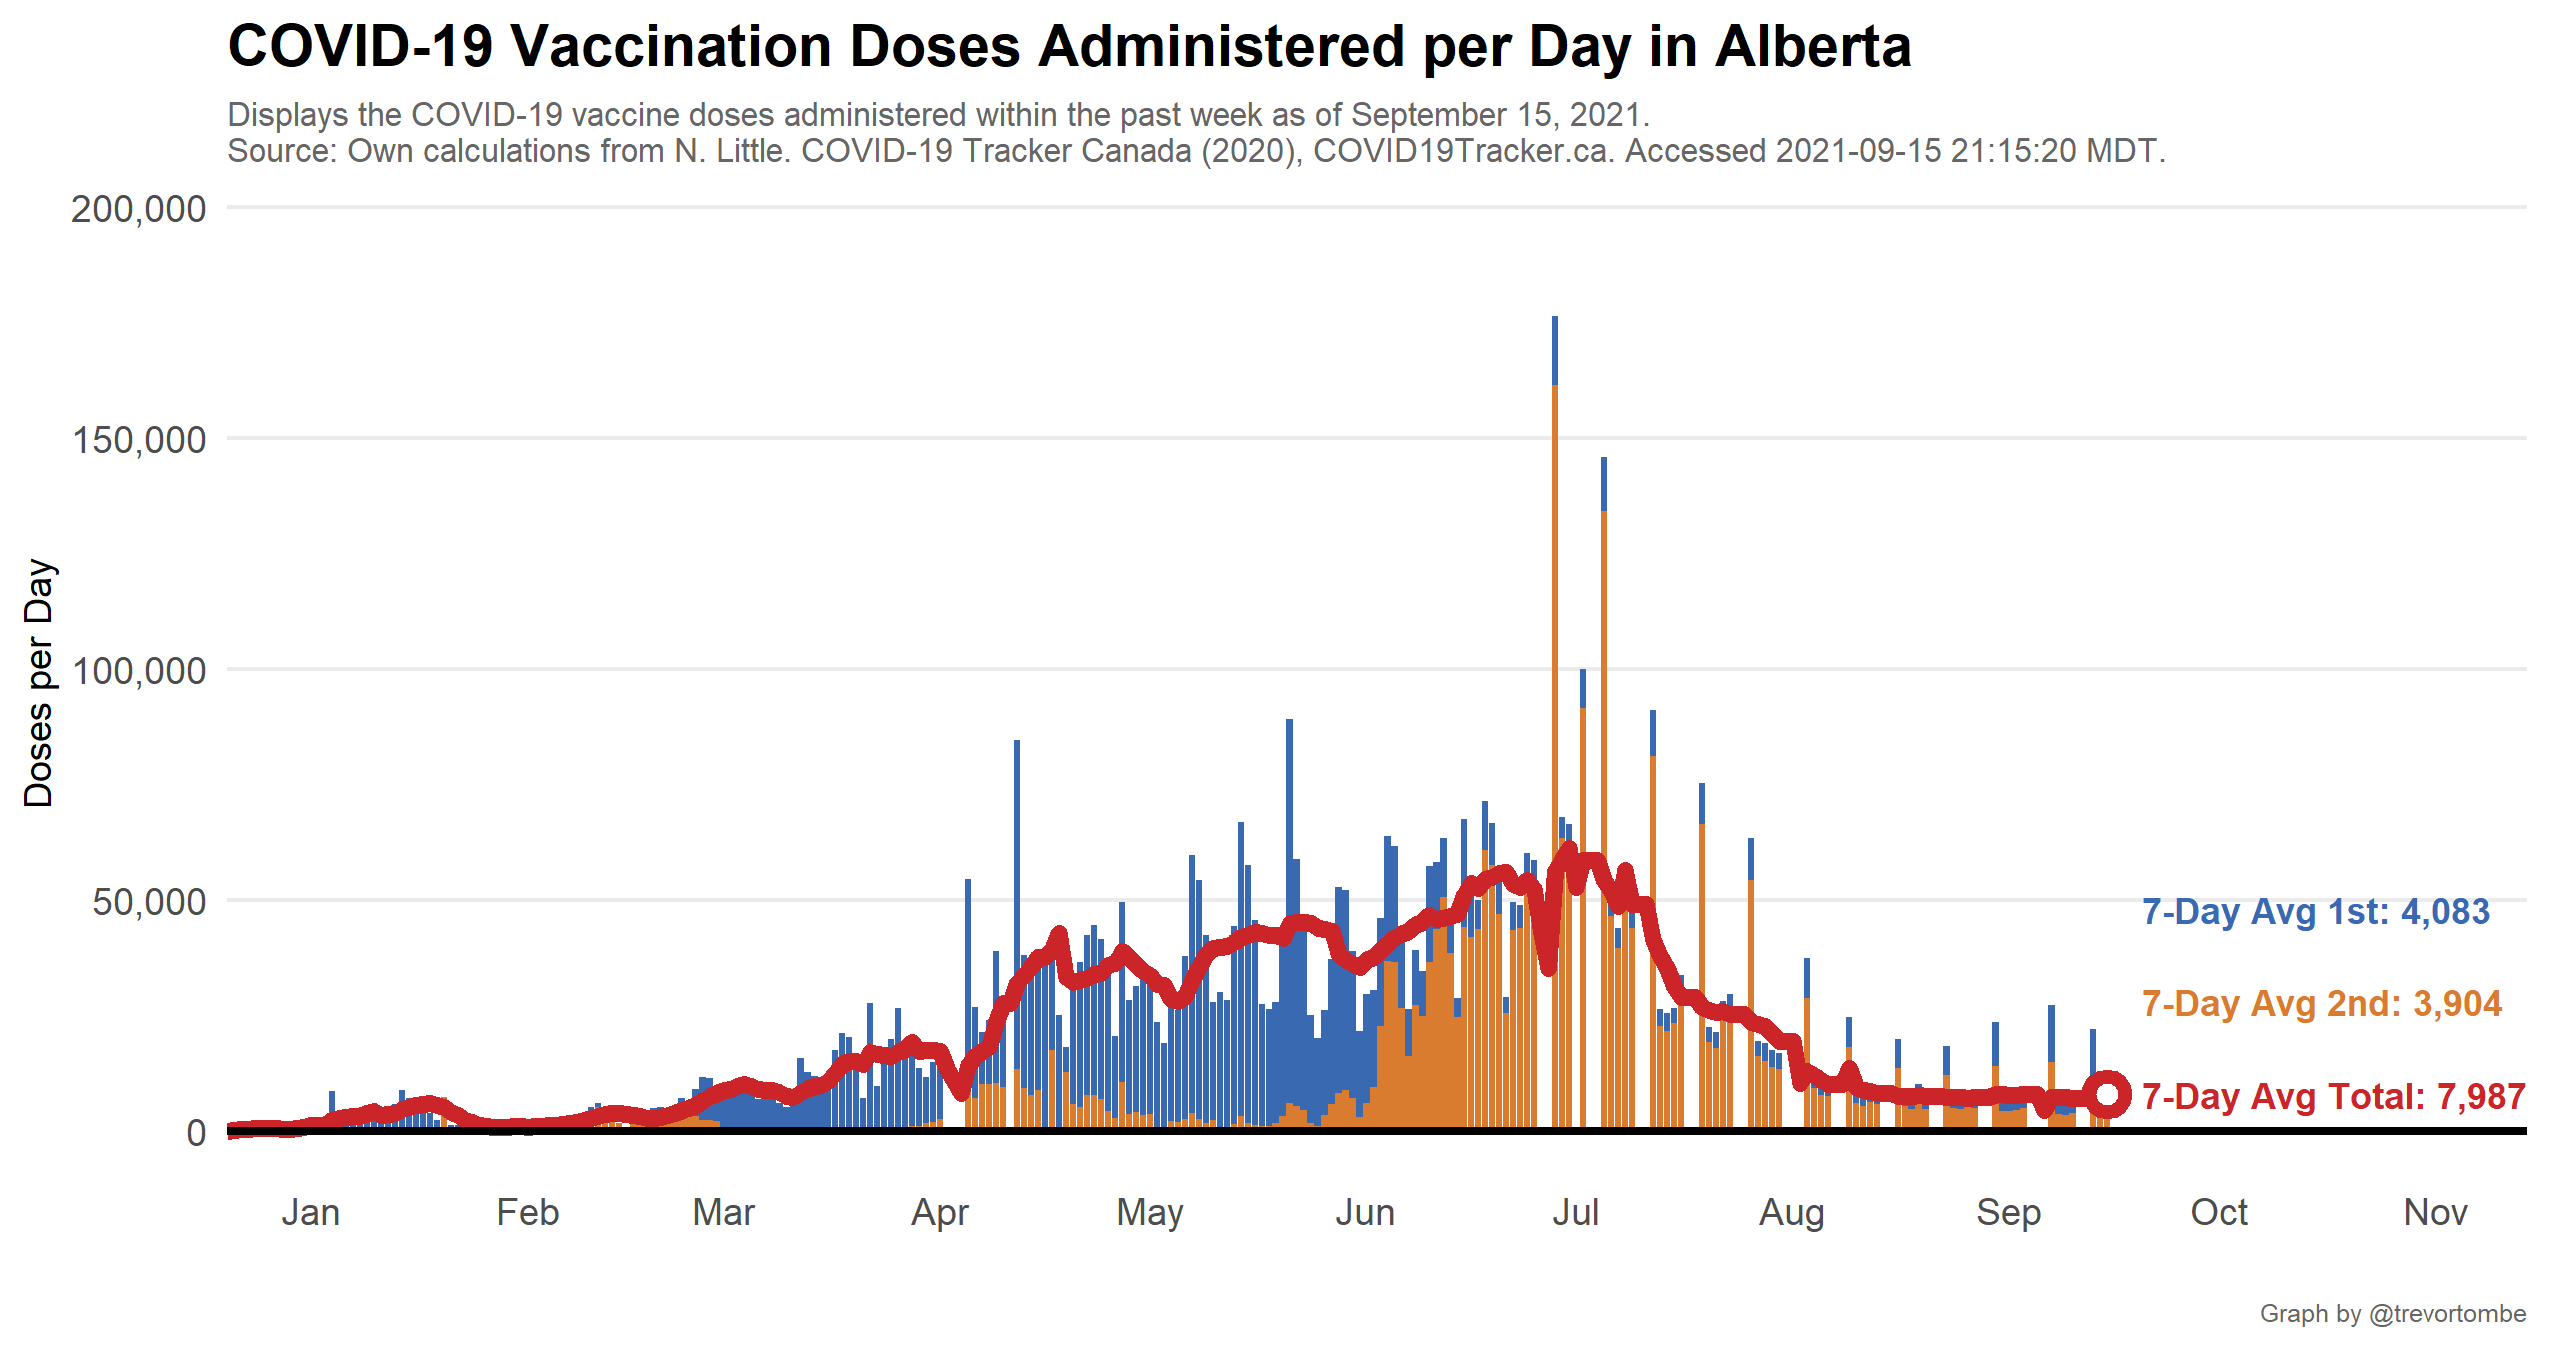 COVID-19 Vaccination Doses Administered per Day in Alberta
Displays the COVID-19 vaccine doses administered within the past week as of September 15, 2021.
Source: Own calculations from N. Little. COVID-19 Tracker Canada (2020), COVID19Tracker.ca. Accessed 2021-09-15 21:15:20 MDT.
200,000
150,000
100,000
50,000
0
Doses per Day
7-Day Avg 1st: 4,083
7-Day Avg 2nd: 3,904
7-Day Avg Total: 7,987
Jan Feb Mar Apr May Jun Jul Aug Sep Oct Nov
Graph by @trevortombe